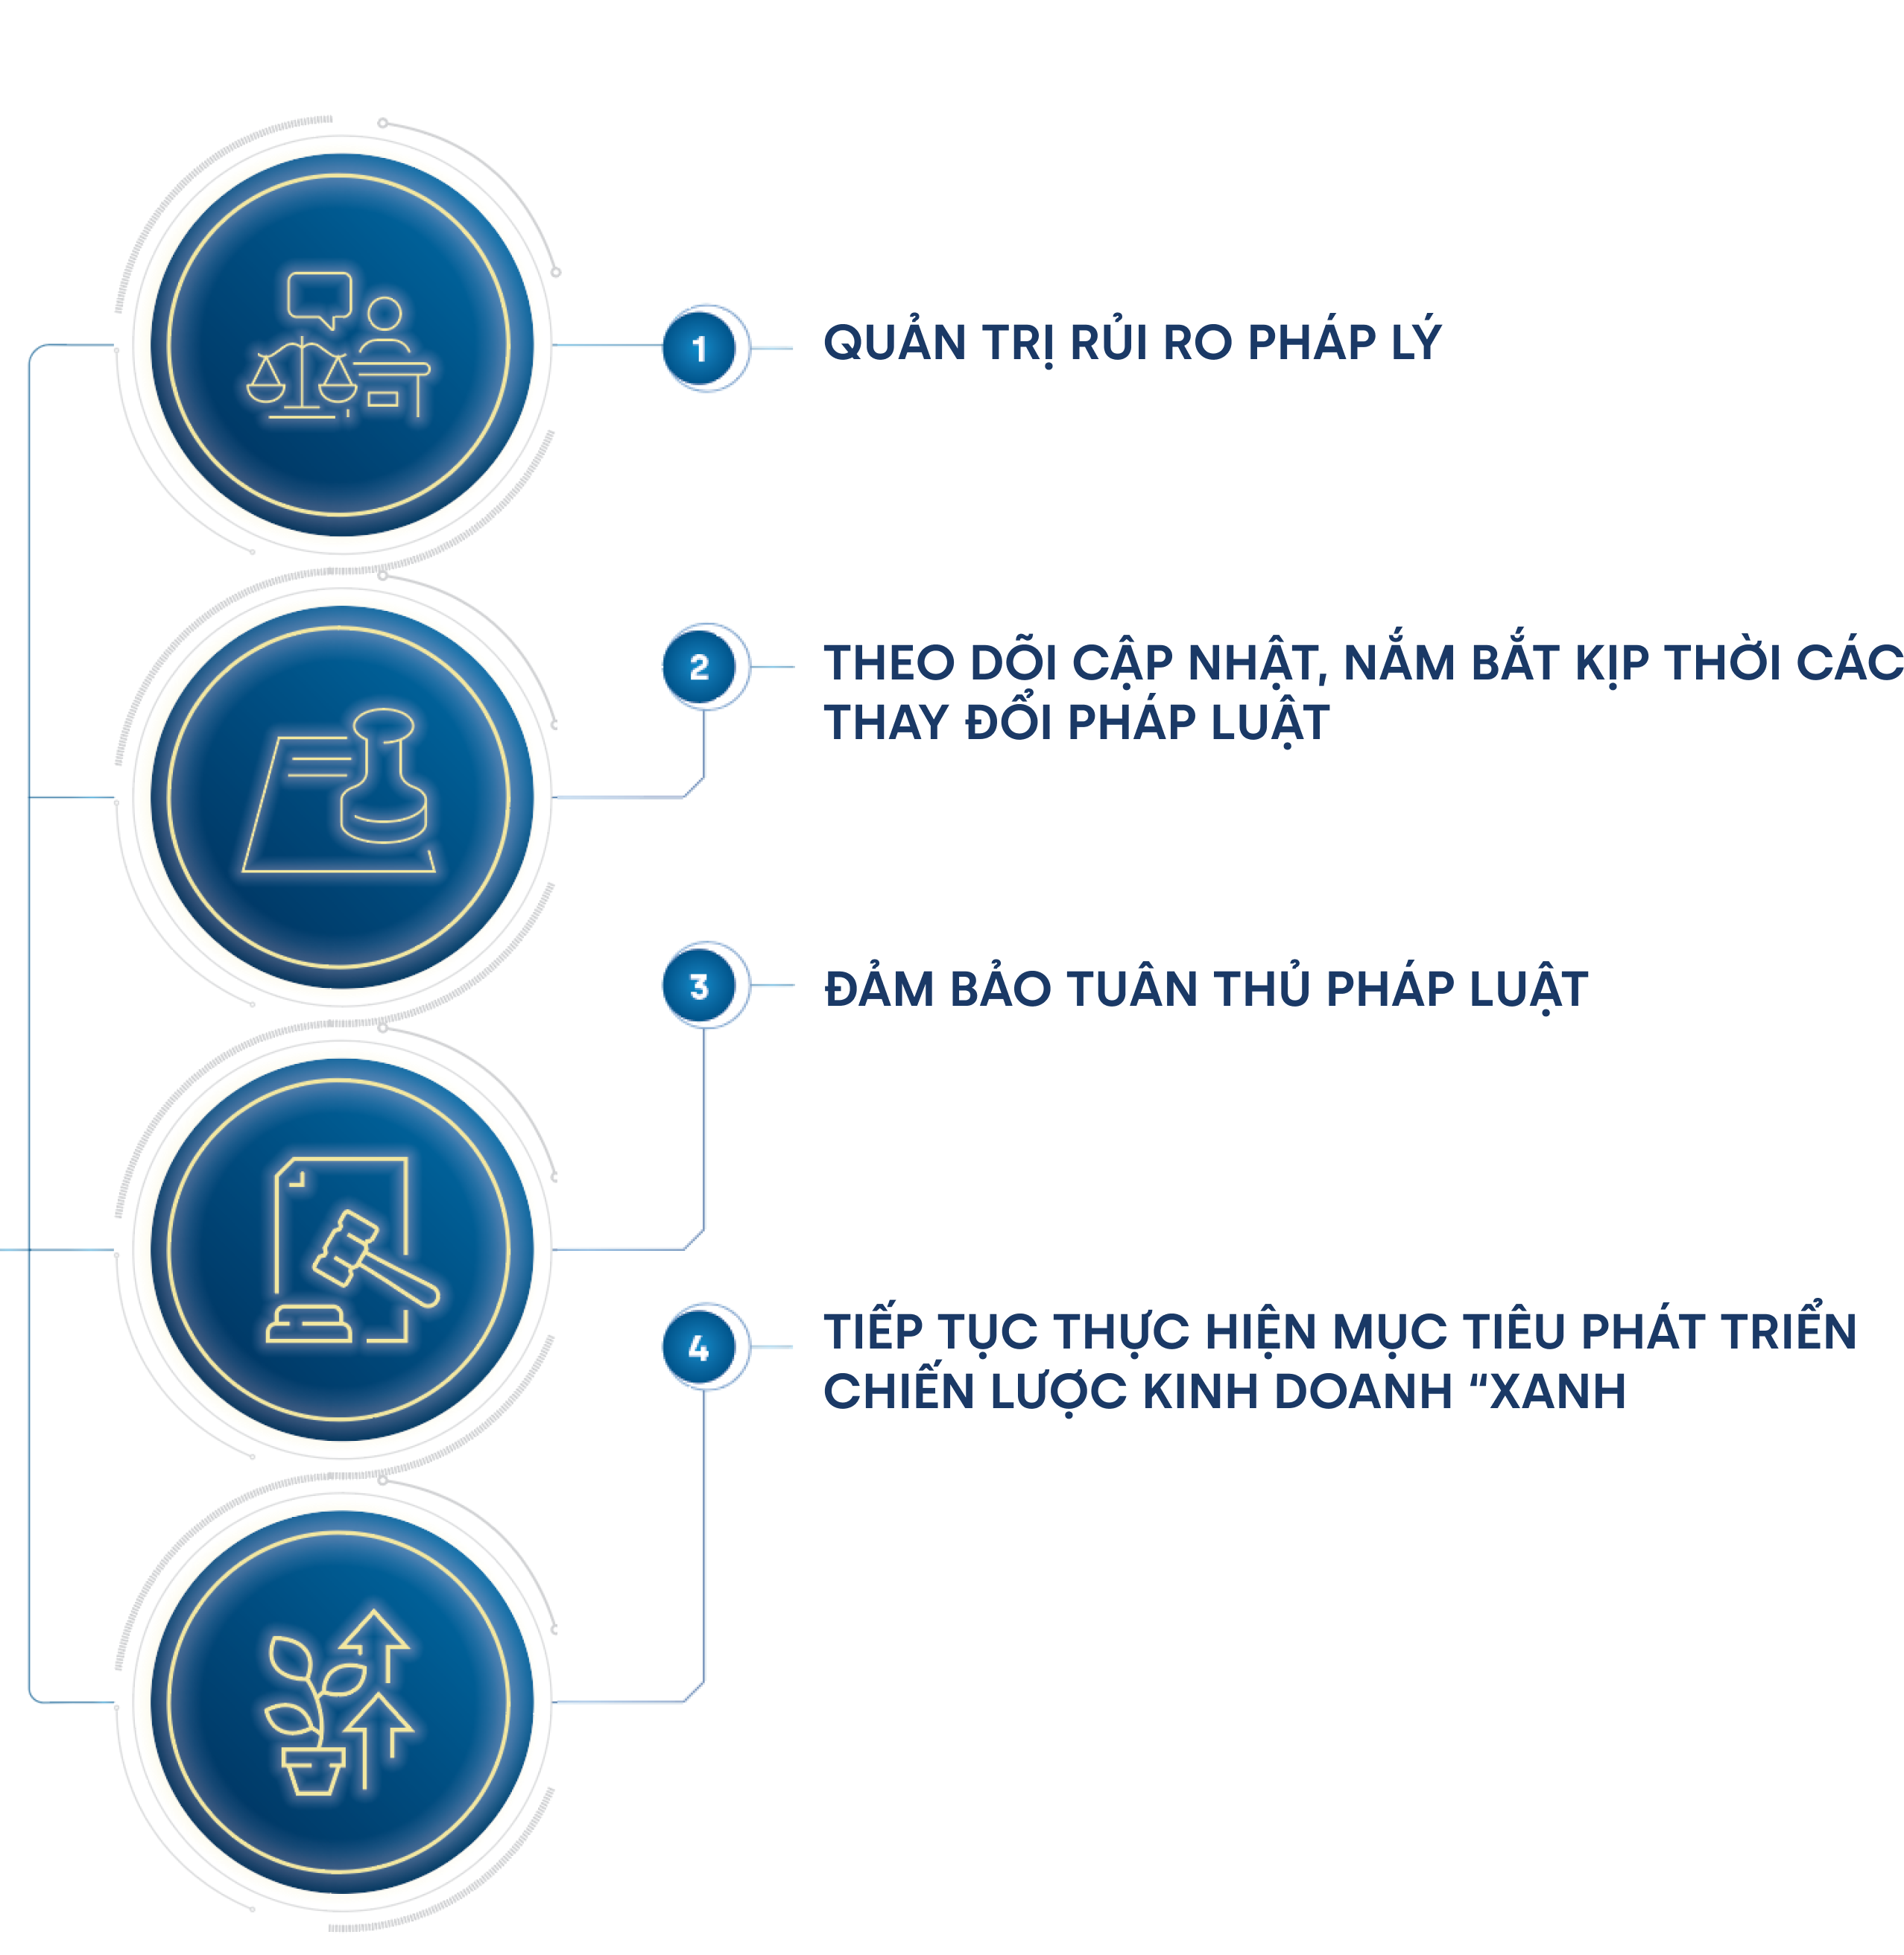 1
QUẢN TRỊ RỦI RO PHÁP LÝ
2
THEO DÕI CẬP NHẬT, NẮM BẮT KỊP THỜI CÁC
THAY ĐỔI PHÁP LUẬT
3
ĐẢM BẢO TUÂN THỦ PHÁP LUẬT
4
TIẾP TỤC THỰC HIỆN MỤC TIÊU PHÁT TRIỂN
CHIẾN LƯỢC KINH DOANH “XANH